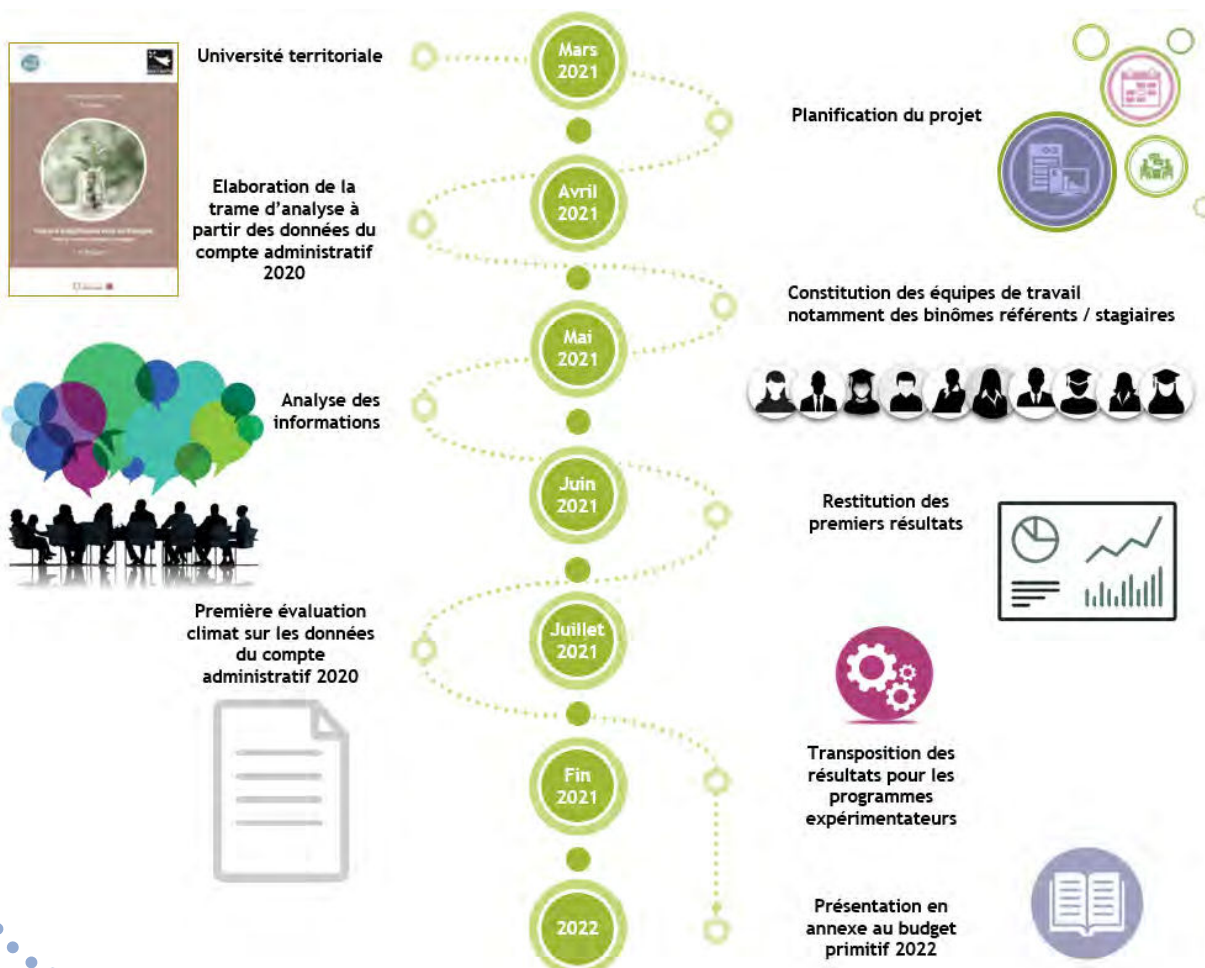 Université territoriale
Mars
2021
Planification du projet
Elaboration de la
trame d'analyse à
partir des données du
compte administratif
2020
Avril
2021
Constitution des équipes de travail
notamment des binômes référents / stagiaires
Mai
2021
Analyse des
informations
Juin
2021
Restitution des
premiers résultats
Première évaluation
climat sur les données
du compte
administratif 2020
Juillet
2021
Fin
2021
Transposition des
résultats pour les
programmes
expérimentateurs
2022
Présentation en
annexe au budget
primitif 2022